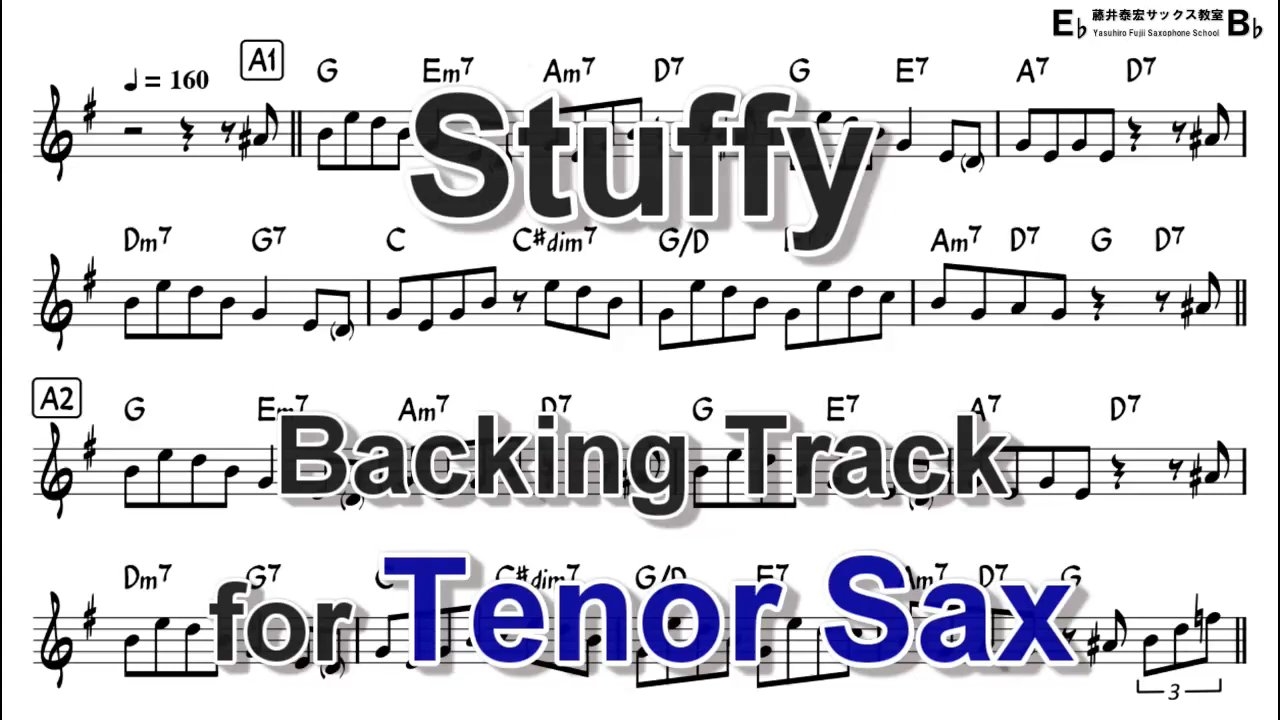 E♭ 藤井泰宏サックス教室 B♭
Yasuhiro Fujii Saxophone School
♩= 160 A1 G Em7 Am7 D7 G E7 A7 D7
Stuffy
Dm7 G7 C C#dim7 G/D Am7 D7 G D7
A2 G Em7 Am7 D7 G E7 A7 D7
Backing Track
Dm7 G7 C#dim7 G/D E7 Am7 D7 G
for Tenor Sax
3